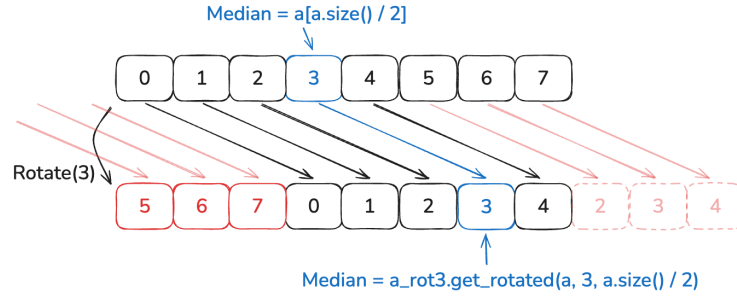 Median = a[a.size() / 2]
0 1 2 3 4 5 6 7
Rotate(3)
5 6 7 0 1 2 3 4 2 3 4
Median = a_rot3.get_rotated(a, 3, a.size() / 2)